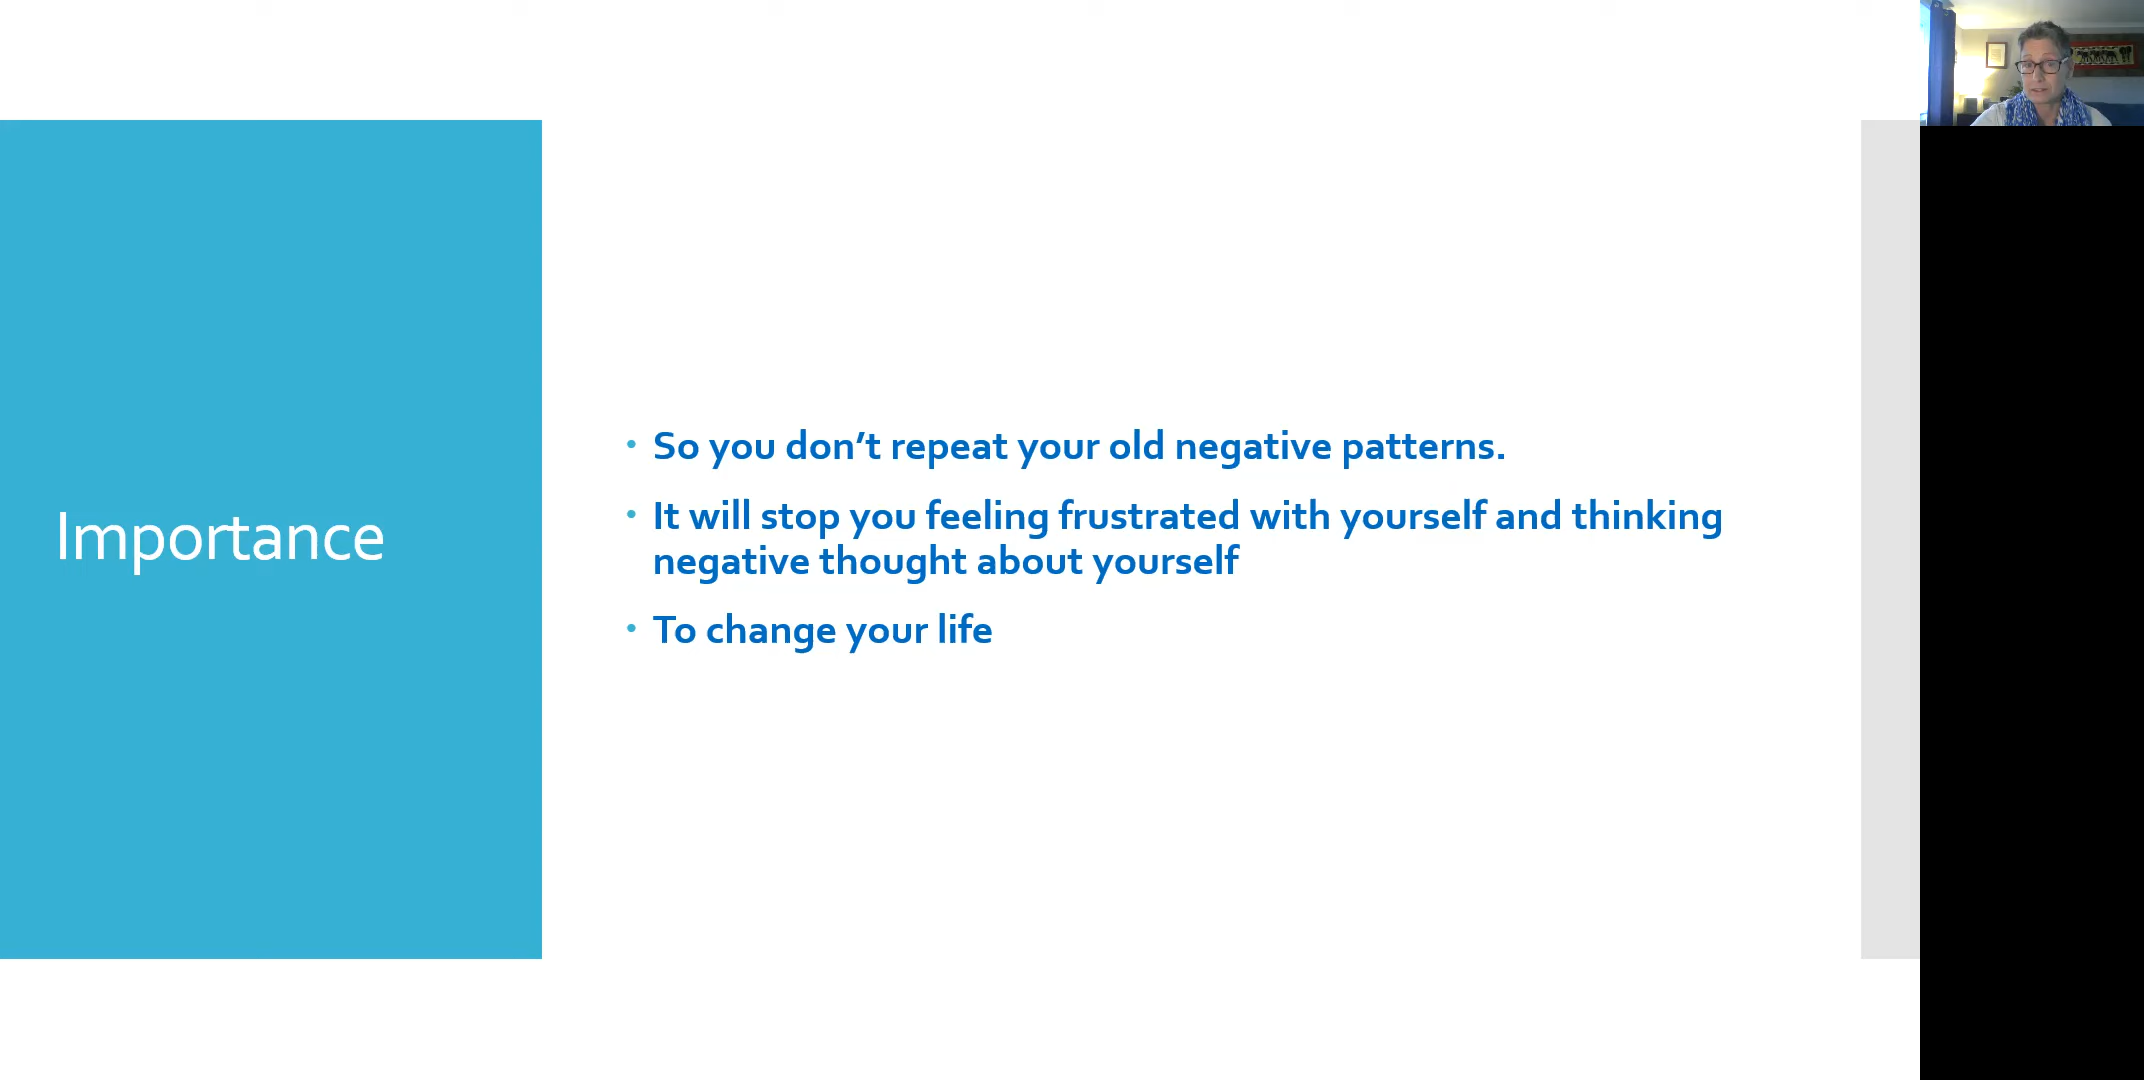 Importance
So you don’t repeat your old negative patterns.
It will stop you feeling frustrated with yourself and thinking
negative thought about yourself
To change your life